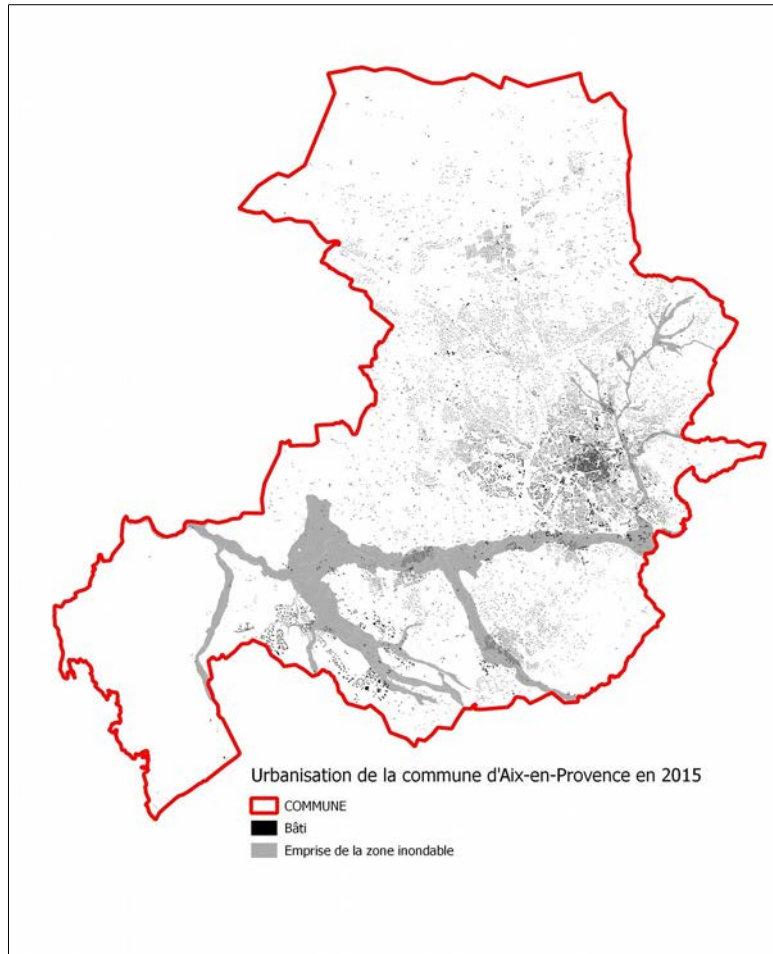 Urbanisation de la commune d'Aix-en-Provence en 2015
COMMUNE
Bâti
Emprise de la zone inondable